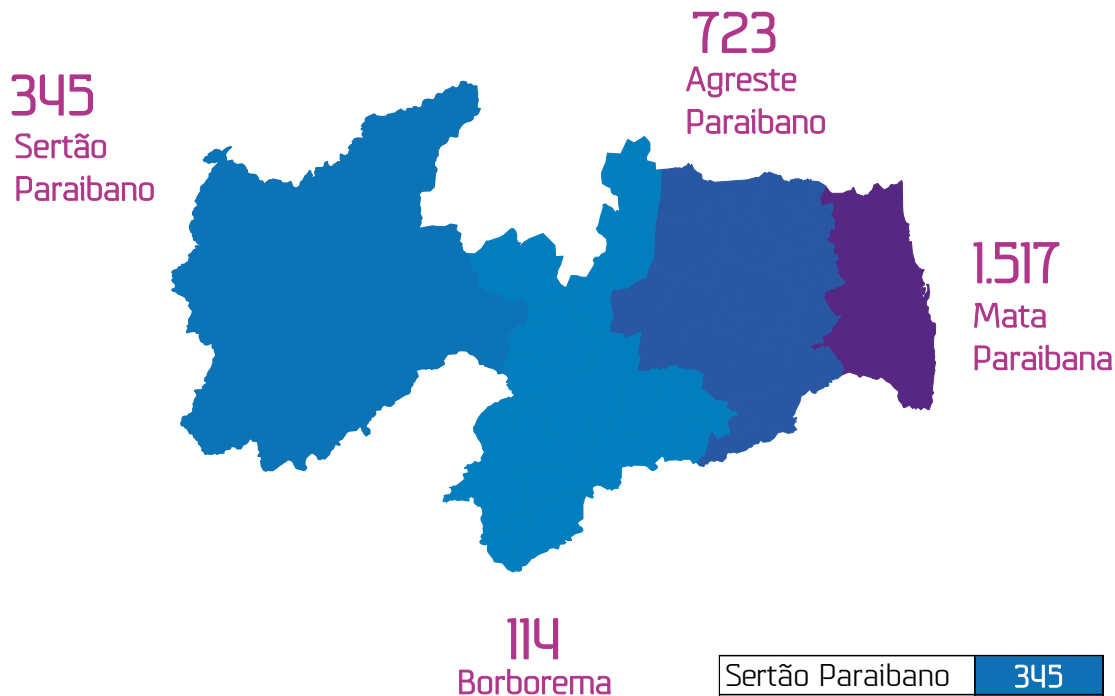 723
Agreste
Paraibano
345
Sertão
Paraibano
1.517
Mata
Paraibana
114
Borborema
Sertão Paraibano 345